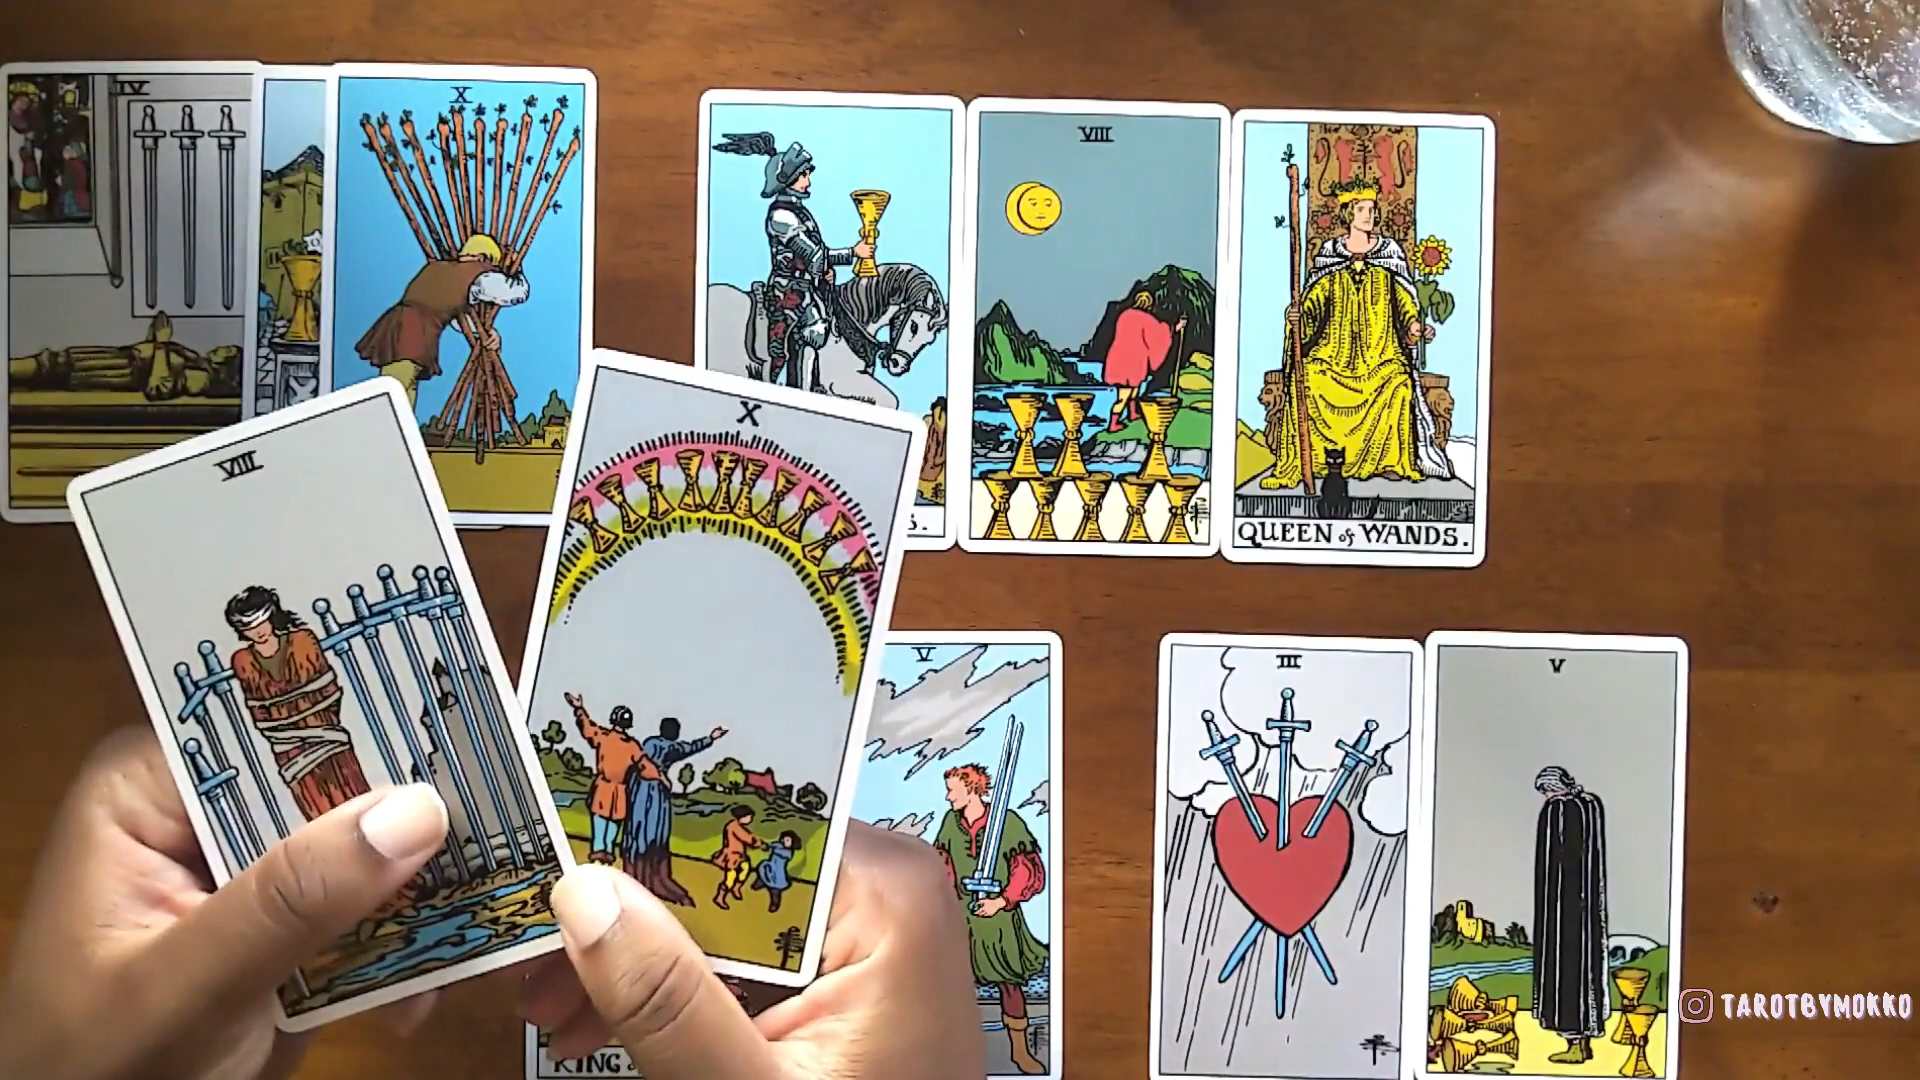 IV
X
VIII
S.
QUEEN of WANDS.
VIII
X
V
III
V
KING
TAROTBYMOKKO